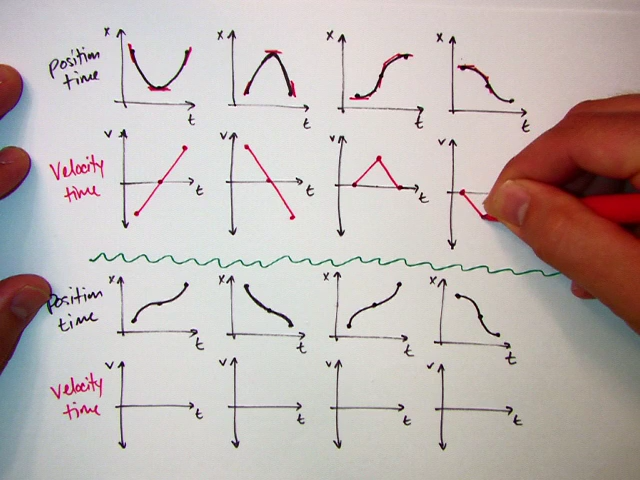 Position time
x t x t x t x t
Velocity time
v t v t v t v
Position time
x t x t x t x t
Velocity time
v t v t v t v t